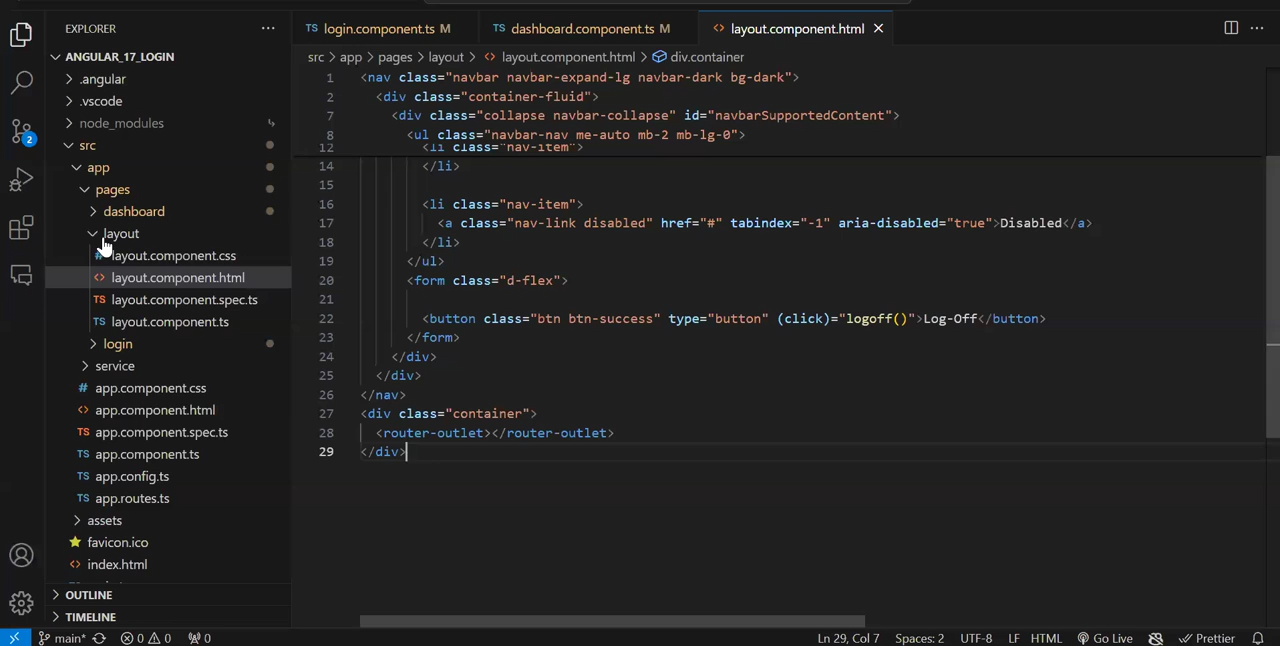 EXPLORER
ANGULAR_17_LOGIN
.angular
.vscode
node_modules
src
app
pages
dashboard
layout
# layout.component.css
<> layout.component.html
TS layout.component.spec.ts
TS layout.component.ts
login
service
# app.component.css
<> app.component.html
TS app.component.spec.ts
TS app.component.ts
TS app.config.ts
TS app.routes.ts
assets
favicon.ico
<> index.html
OUTLINE
TIMELINE
2
TS login.component.ts M
TS dashboard.component.ts M
<> layout.component.html
src > app > pages > layout > <> layout.component.html > div.container
1 <nav class="navbar navbar-expand-lg navbar-dark bg-dark">
2 <div class="container-fluid">
7 <div class="collapse navbar-collapse" id="navbarSupportedContent">
8 <ul class="navbar-nav me-auto mb-2 mb-lg-0">
12 <li class="nav-item">
14 </li>
15
16 <li class="nav-item">
17 <a class="nav-link disabled" href="#" tabindex="-1" aria-disabled="true">Disabled</a>
18 </li>
19 </ul>
20 <form class="d-flex">
21
22 <button class="btn btn-success" type="button" (click)="logoff()">Log-Off</button>
23 </form>
24 </div>
25 </div>
26 </nav>
27 <div class="container">
28 <router-outlet></router-outlet>
29 </div>
main* 0 0 0 Ln 29, Col 7 Spaces: 2 UTF-8 LF HTML Go Live Prettier